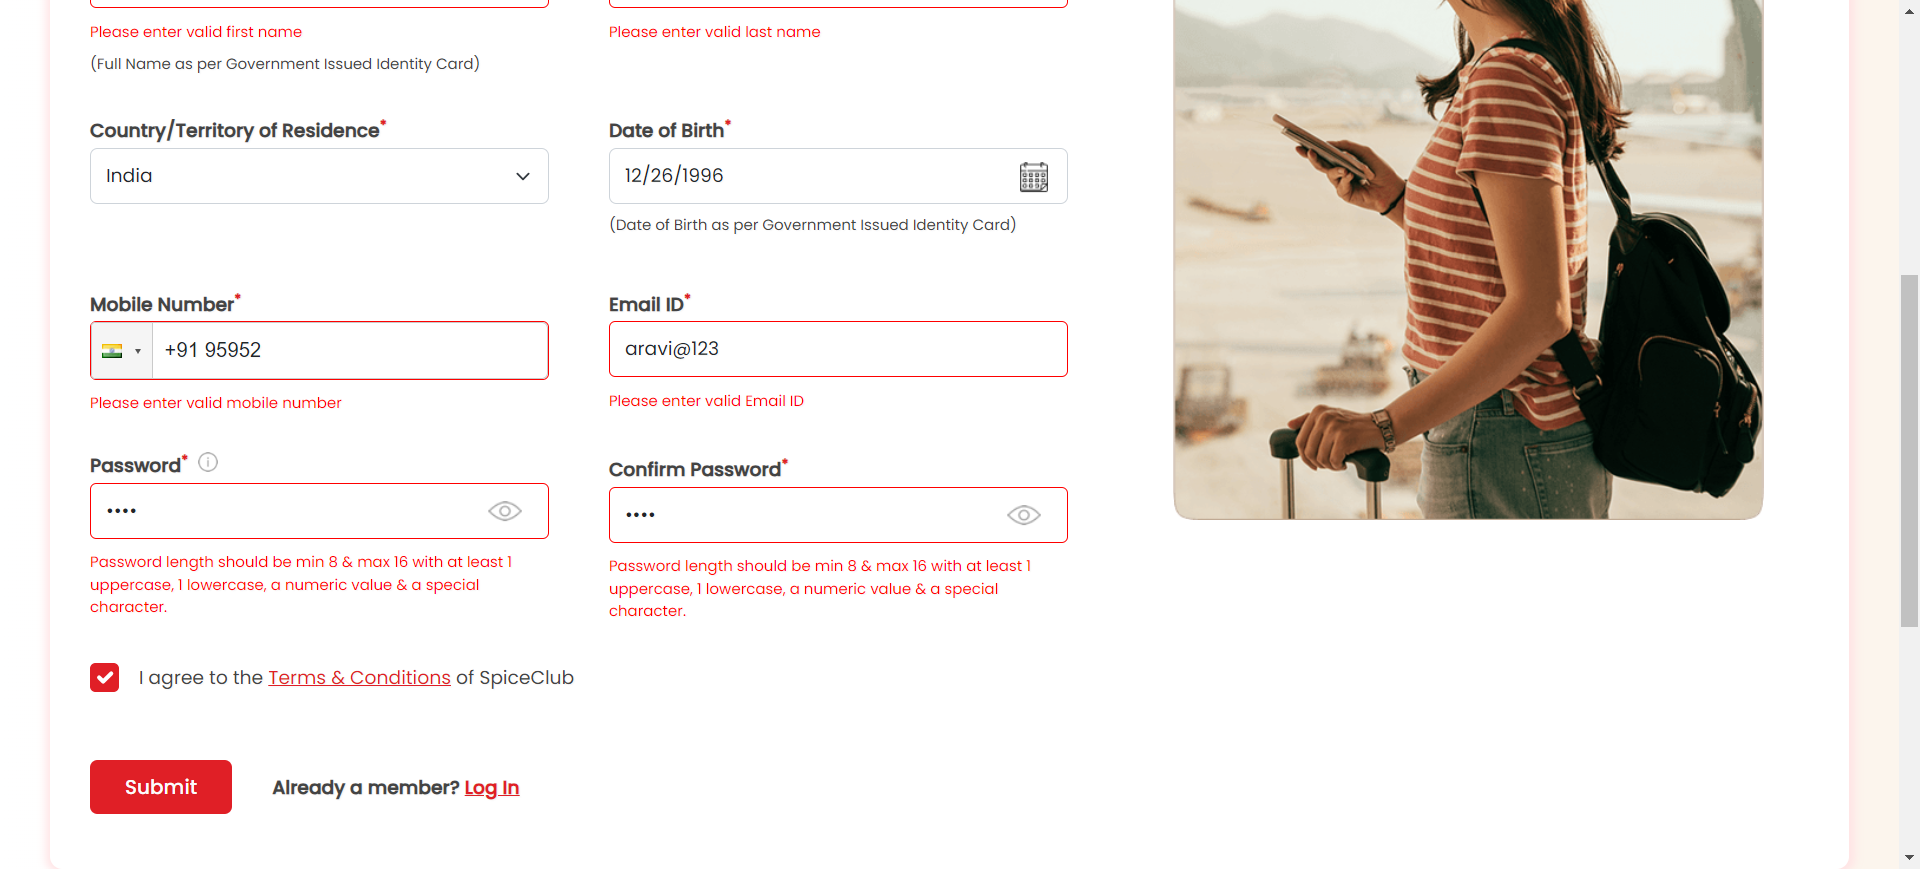 Please enter valid first name
Please enter valid last name
(Full Name as per Government Issued Identity Card)
Country/Territory of Residence*
Date of Birth*
India
12/26/1996
(Date of Birth as per Government Issued Identity Card)
Mobile Number*
Email ID*
+91 95952
aravi@123
Please enter valid mobile number
Please enter valid Email ID
Password*
Confirm Password*
••••
••••
Password length should be min 8 & max 16 with at least 1
uppercase, 1 lowercase, a numeric value & a special
character.
Password length should be min 8 & max 16 with at least 1
uppercase, 1 lowercase, a numeric value & a special
character.
I agree to the Terms & Conditions of SpiceClub
Submit
Already a member? Log In